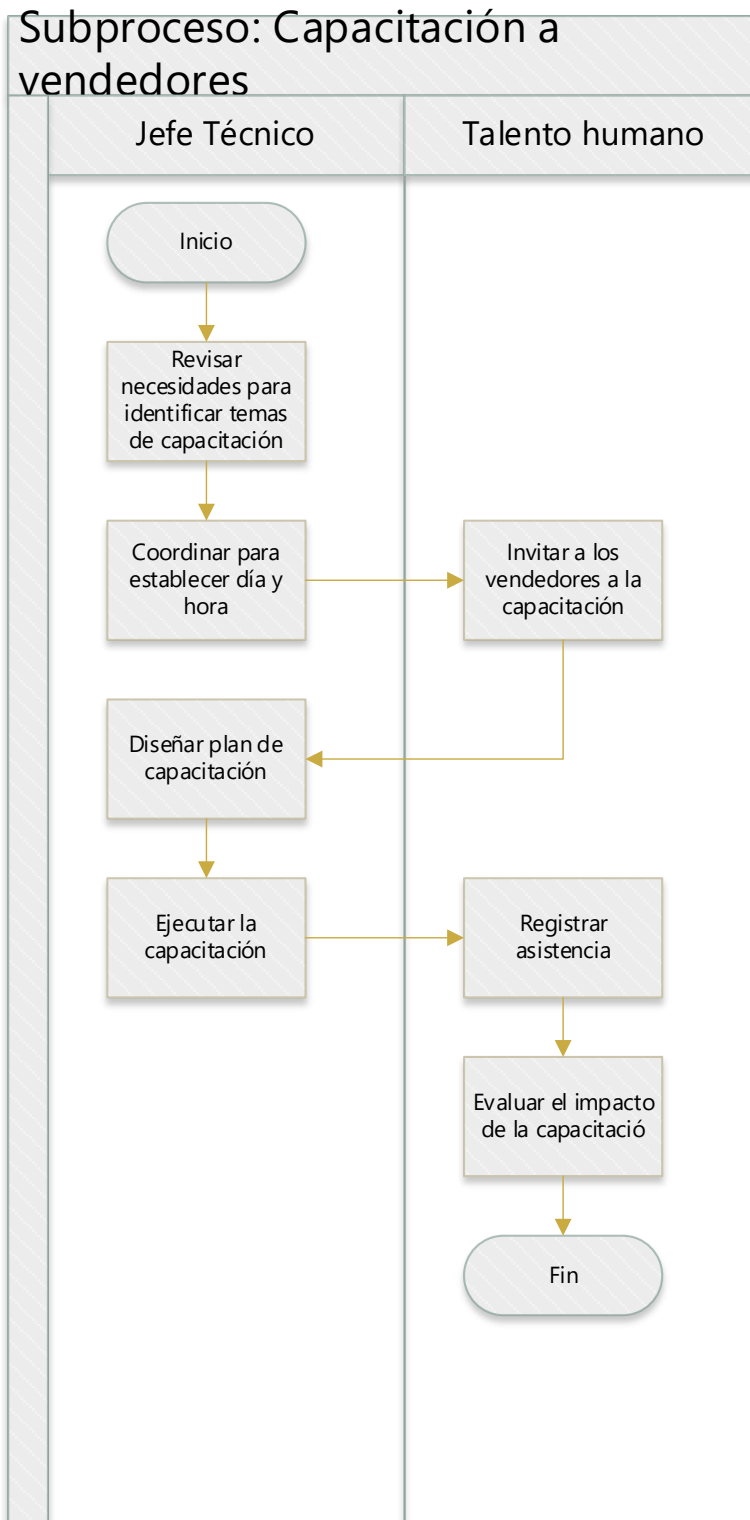 Subproceso: Capacitación a
vendedores
Jefe Técnico
Talento humano
Inicio
Revisar
necesidades para
identificar temas
de capacitación
Coordinar para
establecer día y
hora
Invitar a los
vendedores a la
capacitación
Diseñar plan de
capacitación
Ejecutar la
capacitación
Registrar
asistencia
Evaluar el impacto
de la capacitació
Fin